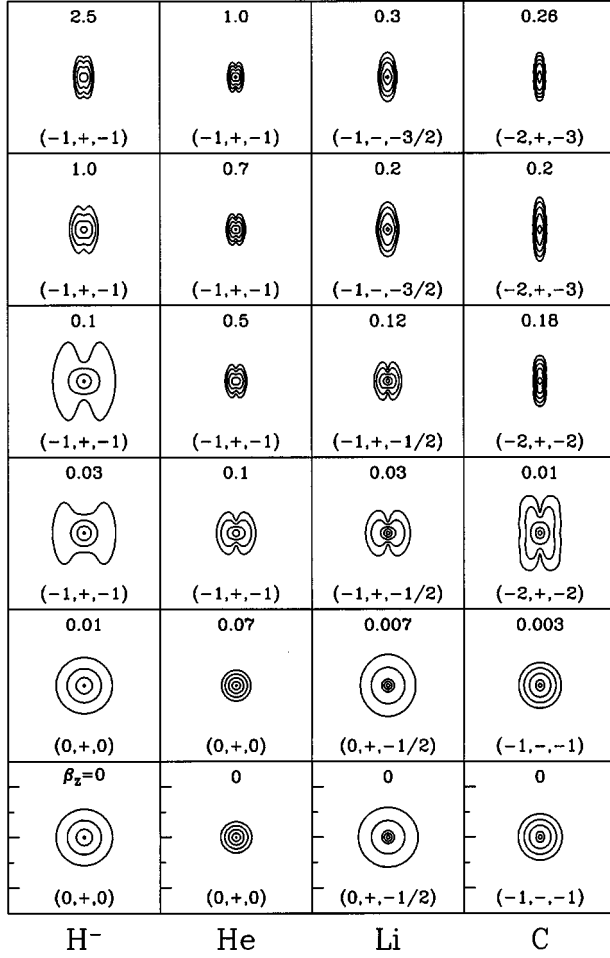 2.5 1.0 0.3 0.26
(−1,+,−1) (−1,+,−1) (−1,−,−3/2) (−2,+,−3)
1.0 0.7 0.2 0.2
(−1,+,−1) (−1,+,−1) (−1,−,−3/2) (−2,+,−3)
0.1 0.5 0.12 0.18
(−1,+,−1) (−1,+,−1) (−1,+,−1/2) (−2,+,−2)
0.03 0.1 0.03 0.01
(−1,+,−1) (−1,+,−1) (−1,+,−1/2) (−2,+,−2)
0.01 0.07 0.007 0.003
(0,+,0) (0,+,0) (0,+,−1/2) (−1,−,−1)
β_z=0 0 0 0
(0,+,0) (0,+,0) (0,+,−1/2) (−1,−,−1)
H⁻ He Li C